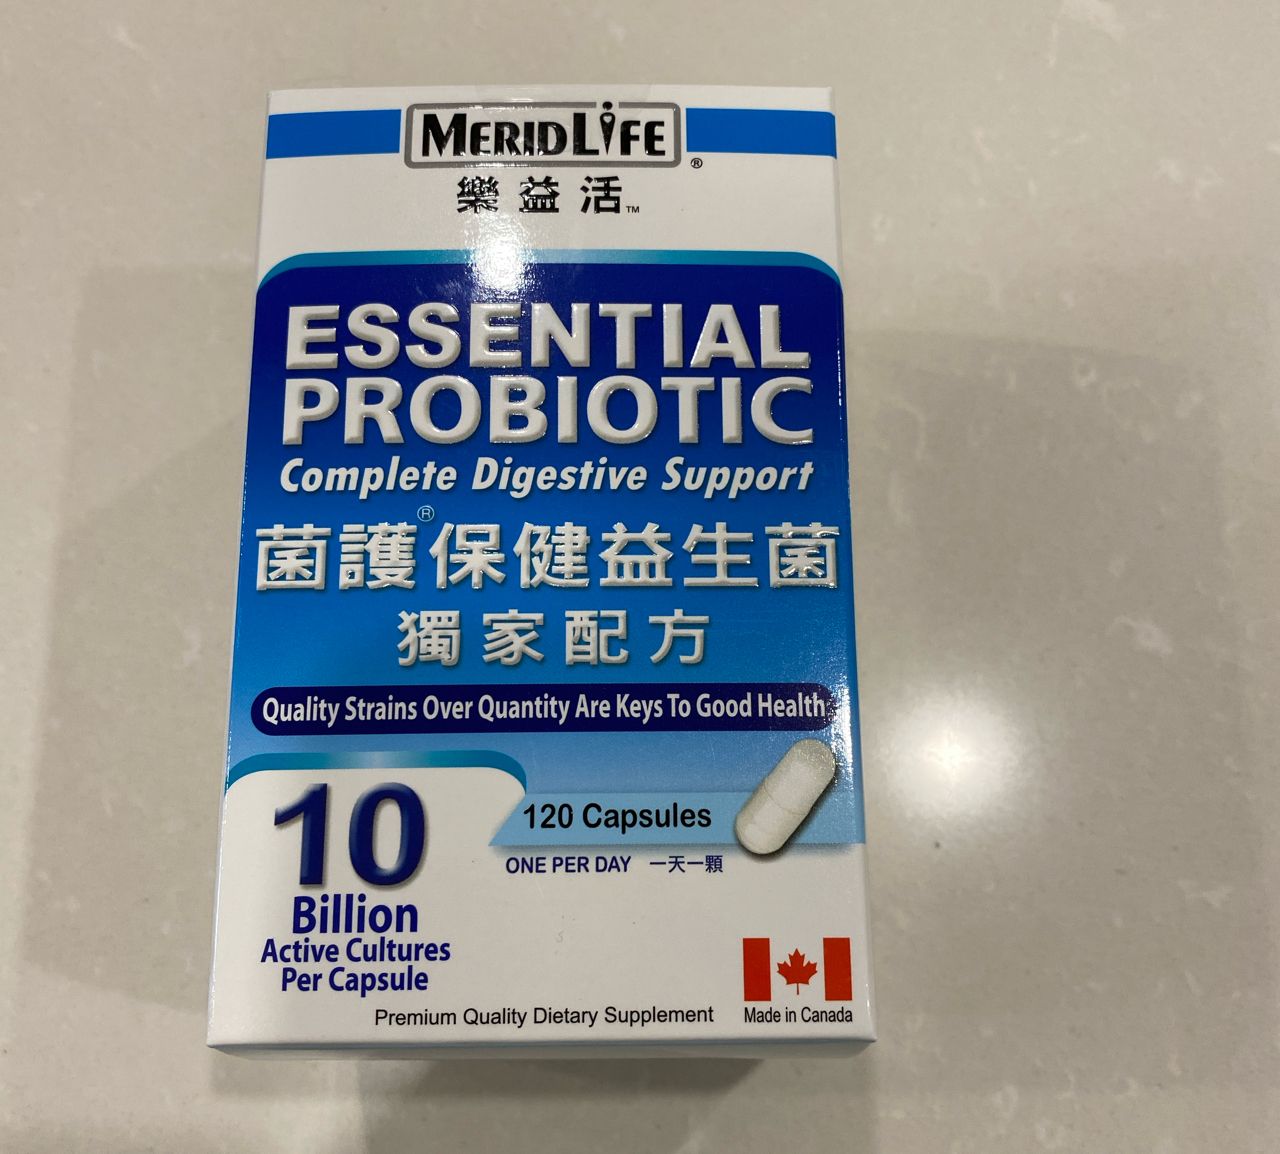 MERIDLIFE®
樂益活™
ESSENTIAL
PROBIOTIC
Complete Digestive Support
菌護®保健益生菌
獨家配方
Quality Strains Over Quantity Are Keys To Good Health
10
Billion
Active Cultures
Per Capsule
120 Capsules
ONE PER DAY 一天一顆
Premium Quality Dietary Supplement
Made in Canada